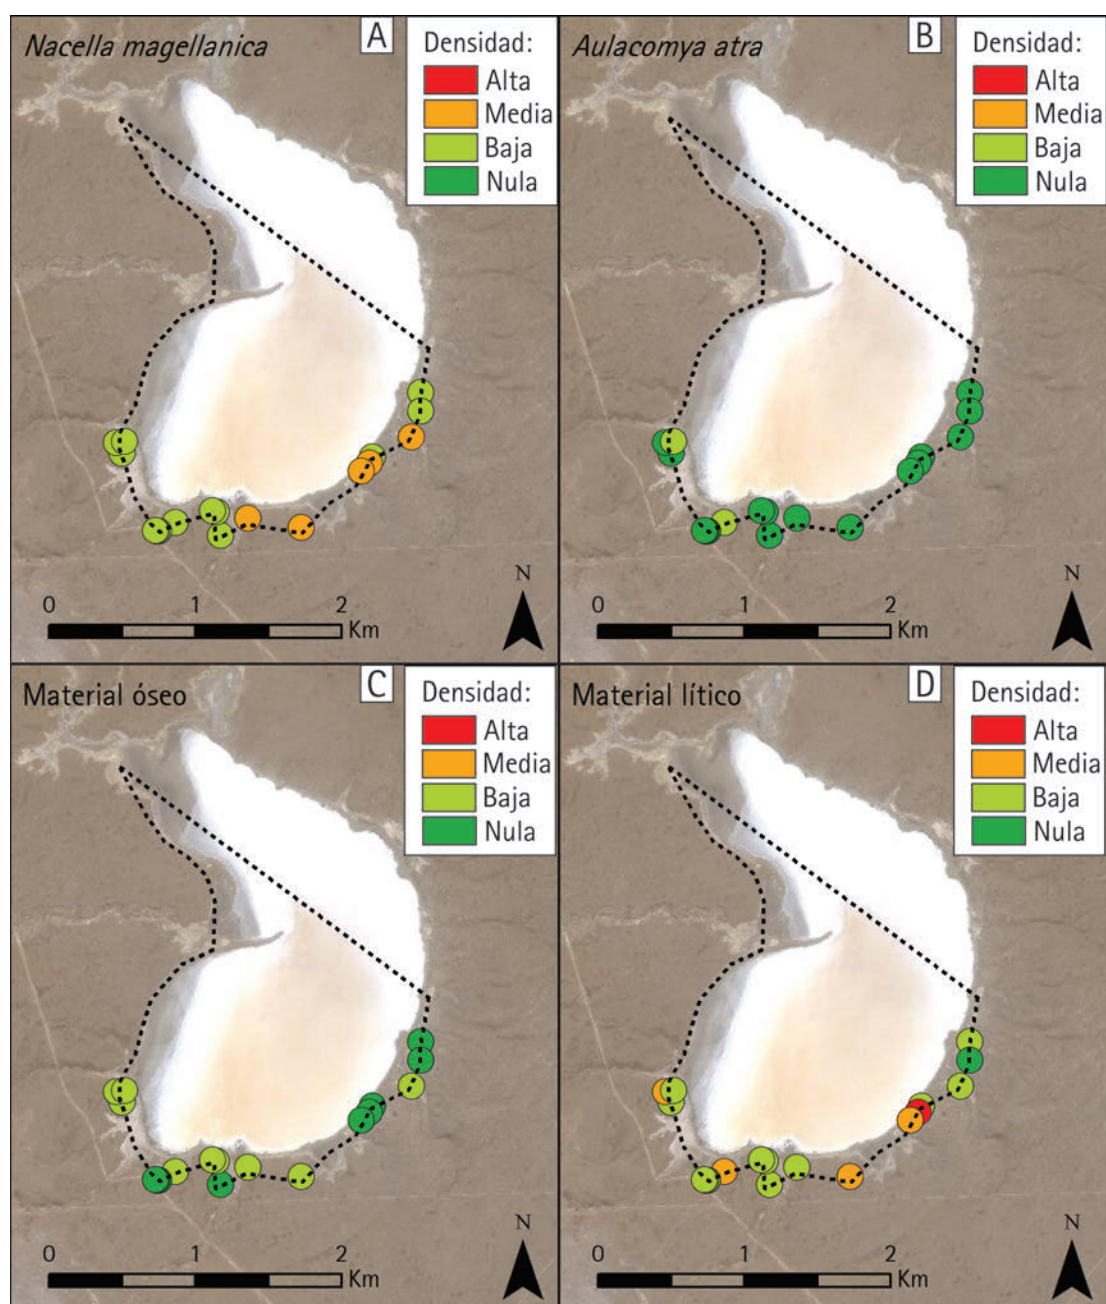 Nacella magellanica
A
Densidad:
Alta
Media
Baja
Nula
N
0 1 2
Km
Aulacomya atra
B
Densidad:
Alta
Media
Baja
Nula
N
0 1 2
Km
Material óseo
C
Densidad:
Alta
Media
Baja
Nula
N
0 1 2
Km
Material lítico
D
Densidad:
Alta
Media
Baja
Nula
N
0 1 2
Km